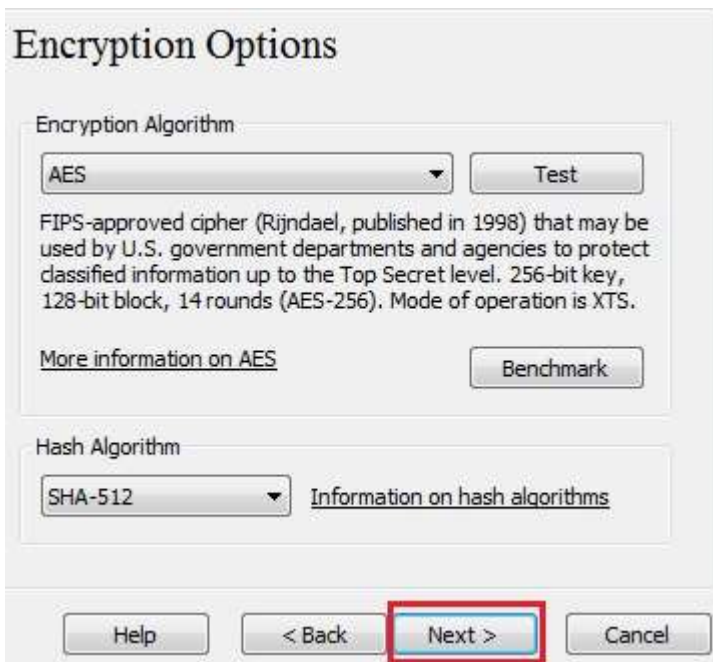 Encryption Options
Encryption Algorithm
AES
Test
FIPS-approved cipher (Rijndael, published in 1998) that may be
used by U.S. government departments and agencies to protect
classified information up to the Top Secret level. 256-bit key,
128-bit block, 14 rounds (AES-256). Mode of operation is XTS.
More information on AES
Benchmark
Hash Algorithm
SHA-512
Information on hash algorithms
Help
< Back
Next >
Cancel